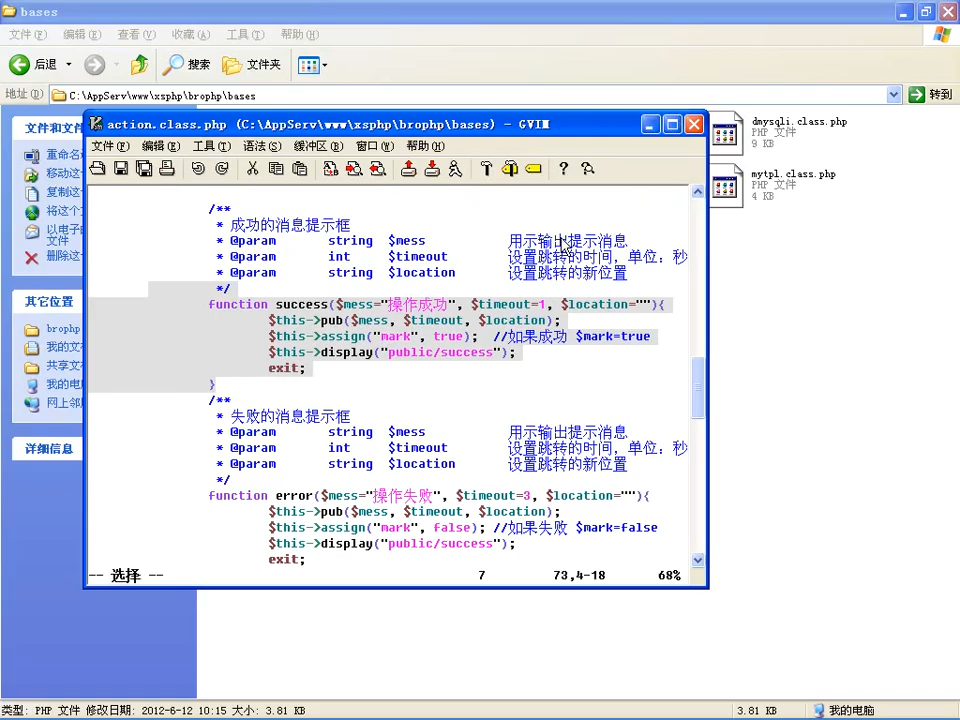 bases
文件(F) 编辑(E) 查看(V) 收藏(A) 工具(T) 帮助(H)
后退 搜索 文件夹
地址(D) C:\AppServ\www\xsphp\brophp\bases 转到
文件和文
重命名
移动这
复制这
将这个
以电子
文件
删除这
其它位置
brophp
我的文
共享文
我的电
网上邻
详细信息
action.class.php (C:\AppServ\www\xsphp\brophp\bases) - GVIM
文件(F) 编辑(E) 工具(T) 语法(S) 缓冲区(B) 窗口(W) 帮助(H)
/**
* 成功的消息提示框
* @param string $mess 用示输出提示消息
* @param int $timeout 设置跳转的时间，单位：秒
* @param string $location 设置跳转的新位置
*/
function success($mess="操作成功", $timeout=1, $location=""){
$this->pub($mess, $timeout, $location);
$this->assign("mark", true); //如果成功 $mark=true
$this->display("public/success");
exit;
}
/**
* 失败的消息提示框
* @param string $mess 用示输出提示消息
* @param int $timeout 设置跳转的时间，单位：秒
* @param string $location 设置跳转的新位置
*/
function error($mess="操作失败", $timeout=3, $location=""){
$this->pub($mess, $timeout, $location);
$this->assign("mark", false); //如果失败 $mark=false
$this->display("public/success");
exit;
-- 选择 -- 7 73,4-18 68%
dmysqli.class.php
PHP 文件
9 KB
mytpl.class.php
PHP 文件
4 KB
类型: PHP 文件 修改日期: 2012-6-12 10:15 大小: 3.81 KB 3.81 KB 我的电脑